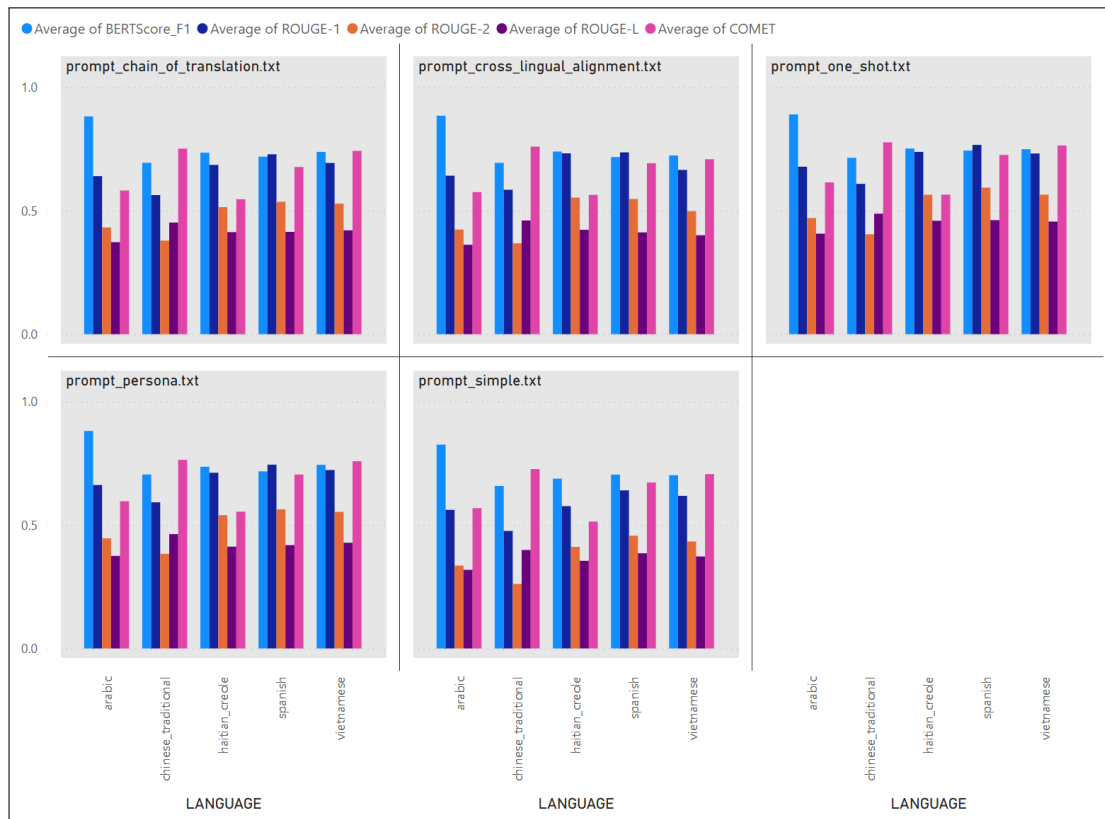 Average of BERTScore_F1 Average of ROUGE-1 Average of ROUGE-2 Average of ROUGE-L Average of COMET
prompt_chain_of_translation.txt
prompt_cross_lingual_alignment.txt
prompt_one_shot.txt
1.0
0.5
0.0
prompt_persona.txt
prompt_simple.txt
1.0
0.5
0.0
arabic
chinese_traditional
haitian_creole
spanish
vietnamese
arabic
chinese_traditional
haitian_creole
spanish
vietnamese
arabic
chinese_traditional
haitian_creole
spanish
vietnamese
LANGUAGE
LANGUAGE
LANGUAGE